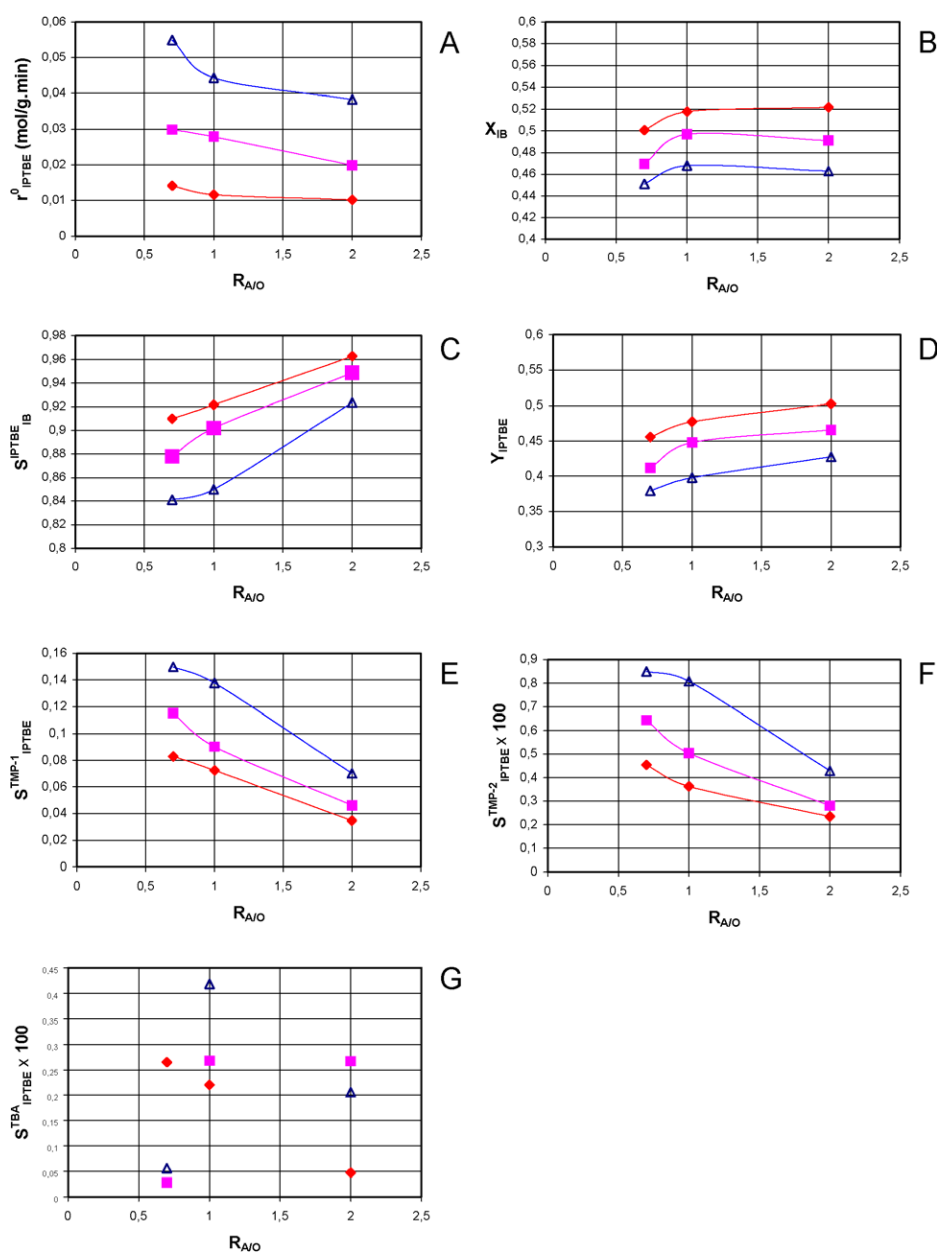 A
r⁰IPTBE (mol/g.min)
0,06
0,05
0,04
0,03
0,02
0,01
0
0 0,5 1 1,5 2 2,5
RA/O
B
XIB
0,6
0,58
0,56
0,54
0,52
0,5
0,48
0,46
0,44
0,42
0,4
0 0,5 1 1,5 2 2,5
RA/O
C
SIPTBEIB
0,98
0,96
0,94
0,92
0,9
0,88
0,86
0,84
0,82
0,8
0 0,5 1 1,5 2 2,5
RA/O
D
YIPTBE
0,6
0,55
0,5
0,45
0,4
0,35
0,3
0 0,5 1 1,5 2 2,5
RA/O
E
STMP-1IPTBE
0,16
0,14
0,12
0,1
0,08
0,06
0,04
0,02
0
0 0,5 1 1,5 2 2,5
RA/O
F
STMP-2IPTBE X 100
0,9
0,8
0,7
0,6
0,5
0,4
0,3
0,2
0,1
0
0 0,5 1 1,5 2 2,5
RA/O
G
STBAIPTBE X 100
0,45
0,4
0,35
0,3
0,25
0,2
0,15
0,1
0,05
0
0 0,5 1 1,5 2 2,5
RA/O